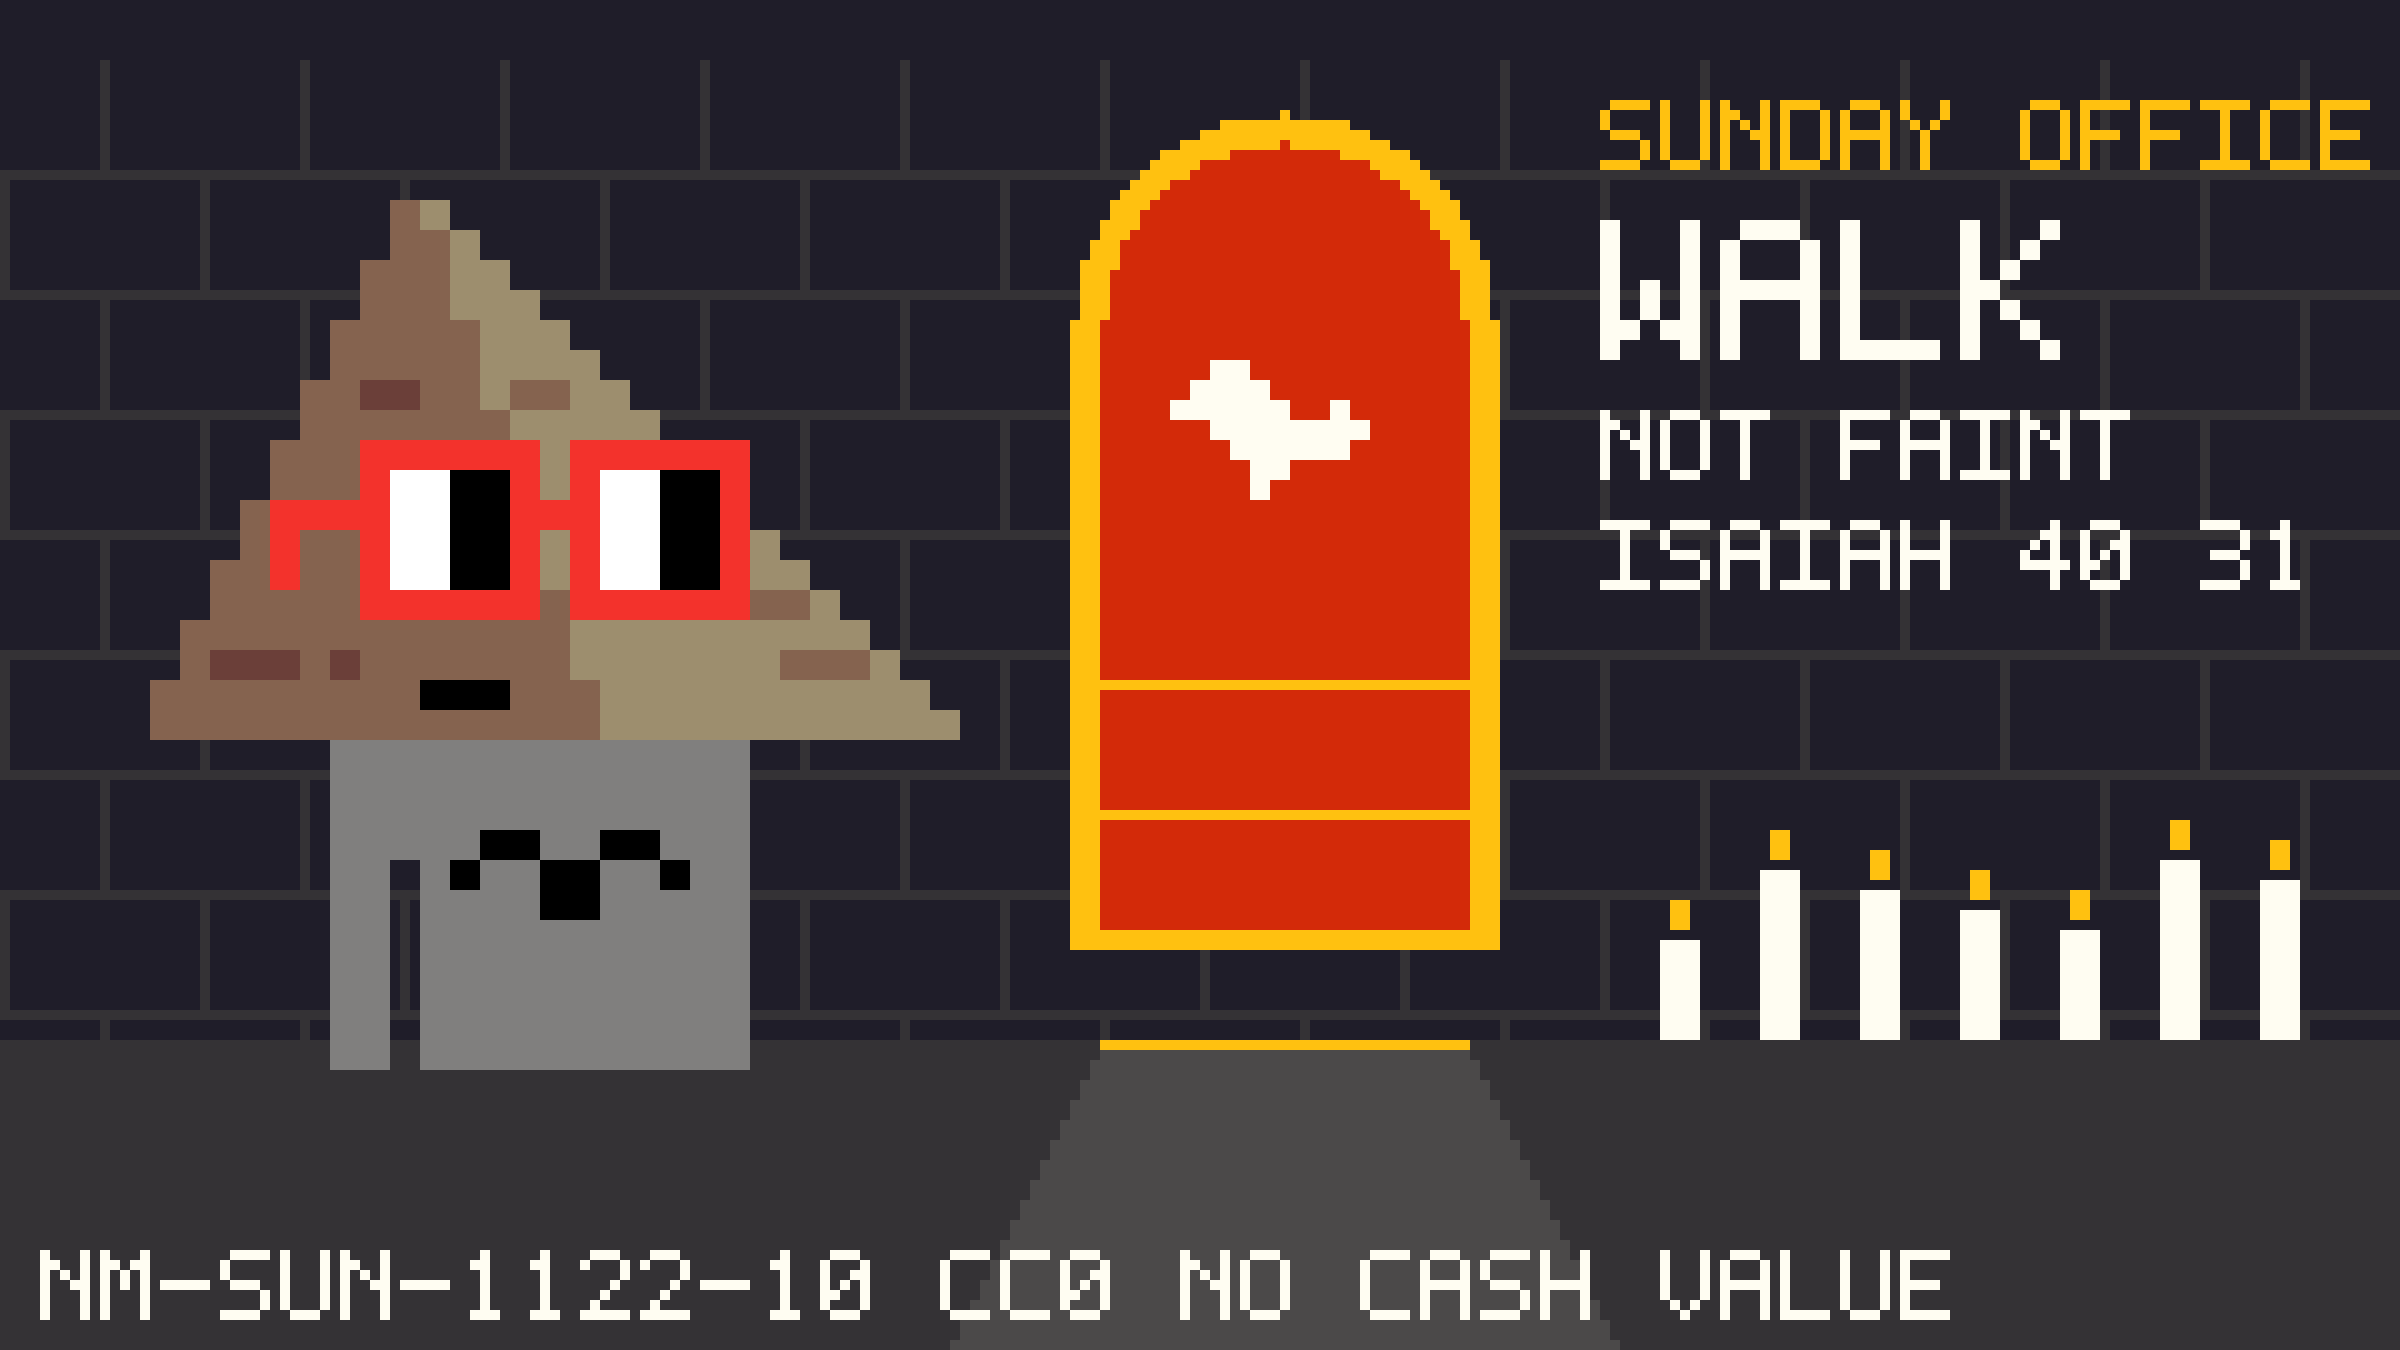 SUNDAY OFFICE
WALK
NOT FAINT
ISAIAH 40 31
NM-SUN-1122-10 CC0 NO CASH VALUE